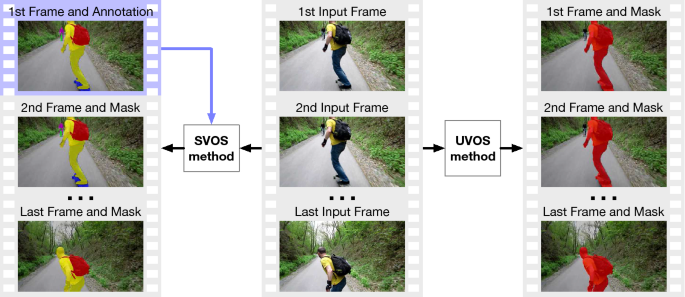 1st Frame and Annotation
1st Input Frame
1st Frame and Mask
2nd Frame and Mask
SVOS
method
2nd Input Frame
UVOS
method
2nd Frame and Mask
...
...
...
Last Frame and Mask
Last Input Frame
Last Frame and Mask